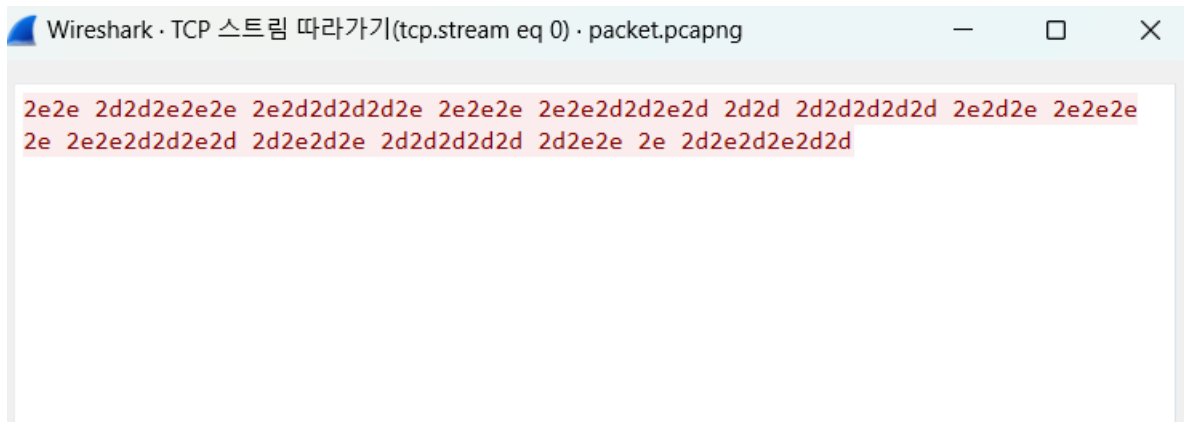 Wireshark · TCP 스트림 따라가기(tcp.stream eq 0) · packet.pcapng
2e2e 2d2d2e2e2e 2e2d2d2d2d2e 2e2e2e 2e2e2d2d2e2d 2d2d 2d2d2d2d2d 2e2d2e 2e2e2e
2e 2e2e2d2d2e2d 2d2e2d2e 2d2d2d2d2d 2d2e2e 2e 2d2e2d2e2d2d